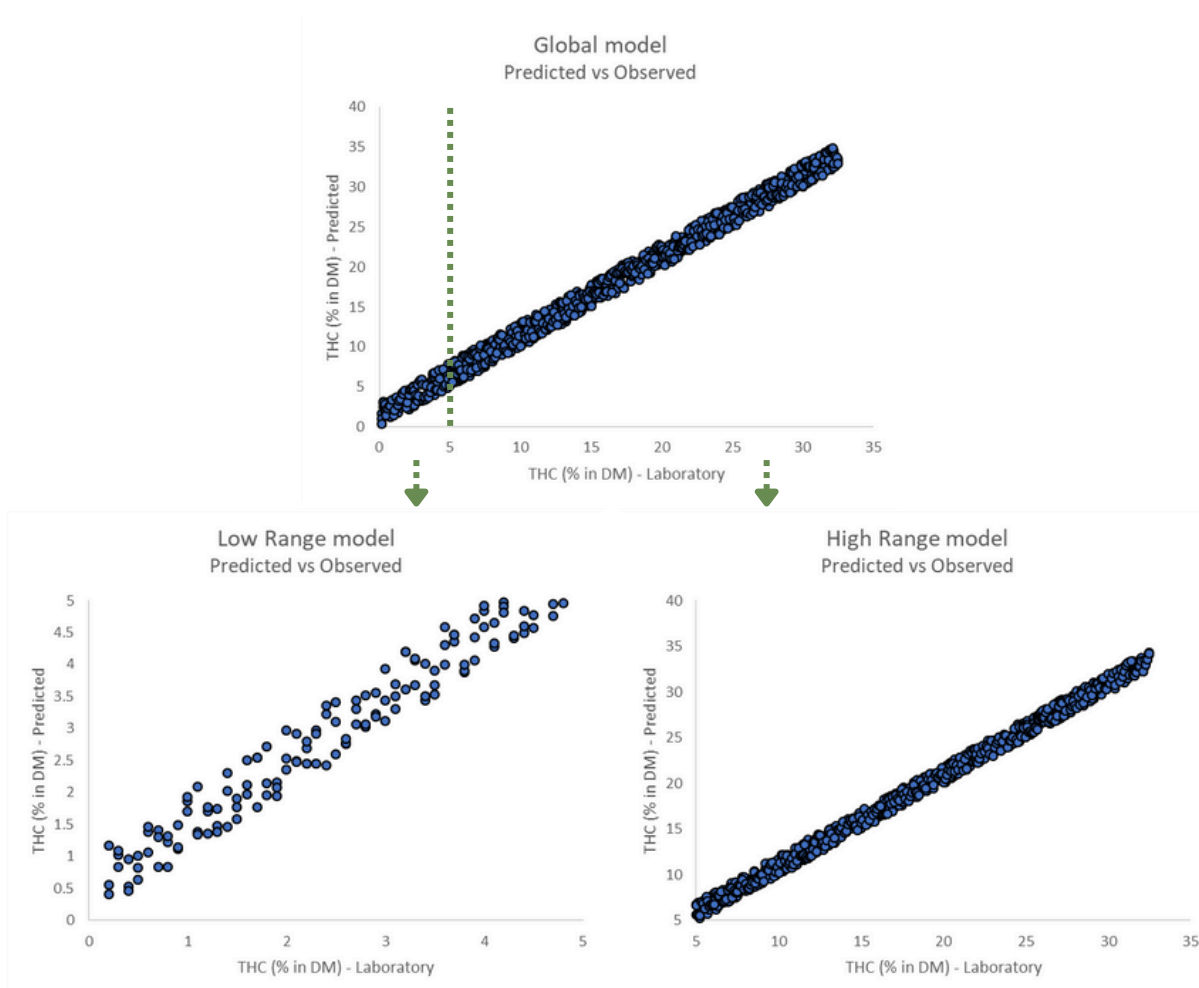 Global model
Predicted vs Observed
THC (% in DM) - Predicted
40
35
30
25
20
15
10
5
0
0 5 10 15 20 25 30 35
THC (% in DM) - Laboratory
Low Range model
Predicted vs Observed
THC (% in DM) - Predicted
5
4.5
4
3.5
3
2.5
2
1.5
1
0.5
0
0 1 2 3 4 5
THC (% in DM) - Laboratory
High Range model
Predicted vs Observed
THC (% in DM) - Predicted
40
35
30
25
20
15
10
5
5 10 15 20 25 30 35
THC (% in DM) - Laboratory